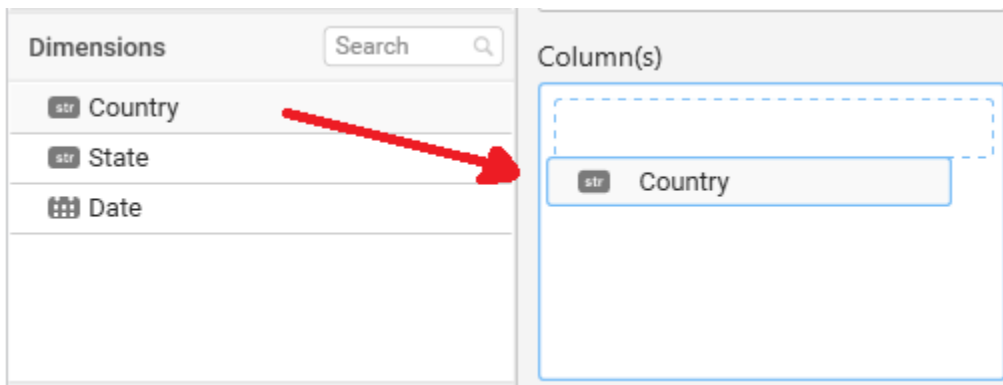 Dimensions
Search
str Country
str State
Date
Column(s)
str Country